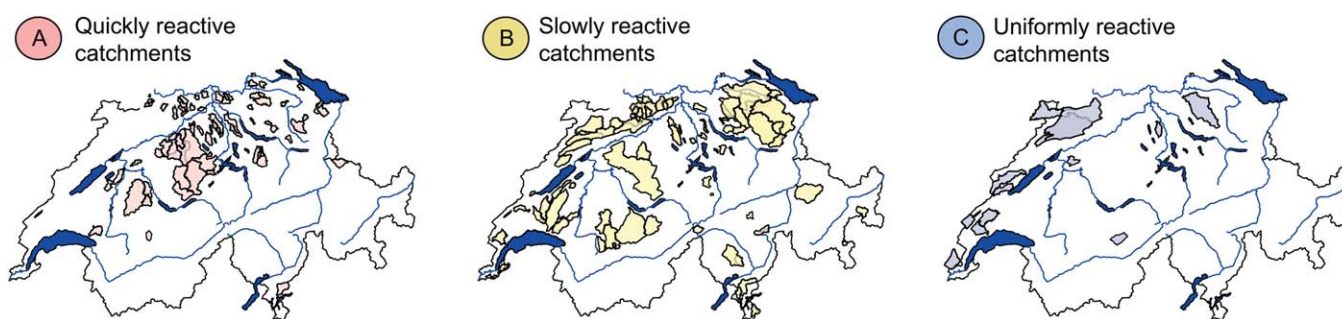 A Quickly reactive
catchments
B Slowly reactive
catchments
C Uniformly reactive
catchments